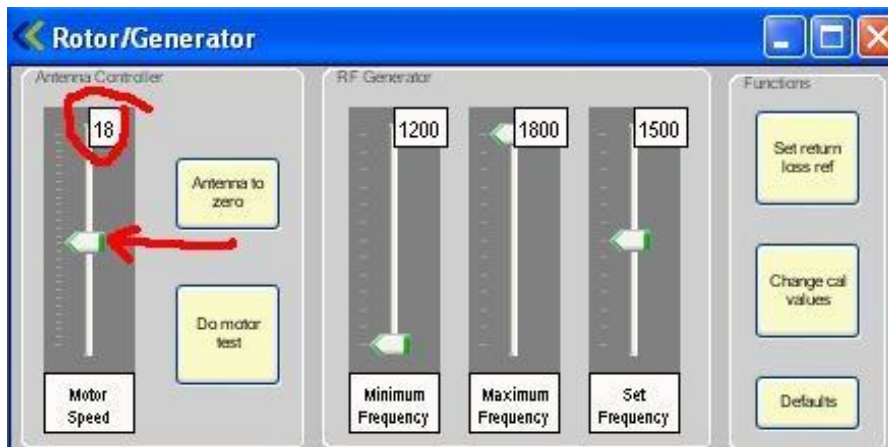 Rotor/Generator
Antenna Controller
18
Antenna to
zero
Do motor
test
Motor
Speed
RF Generator
1200
1800
1500
Minimum
Frequency
Maximum
Frequency
Set
Frequency
Functions
Set return
loss ref
Change cal
values
Defaults